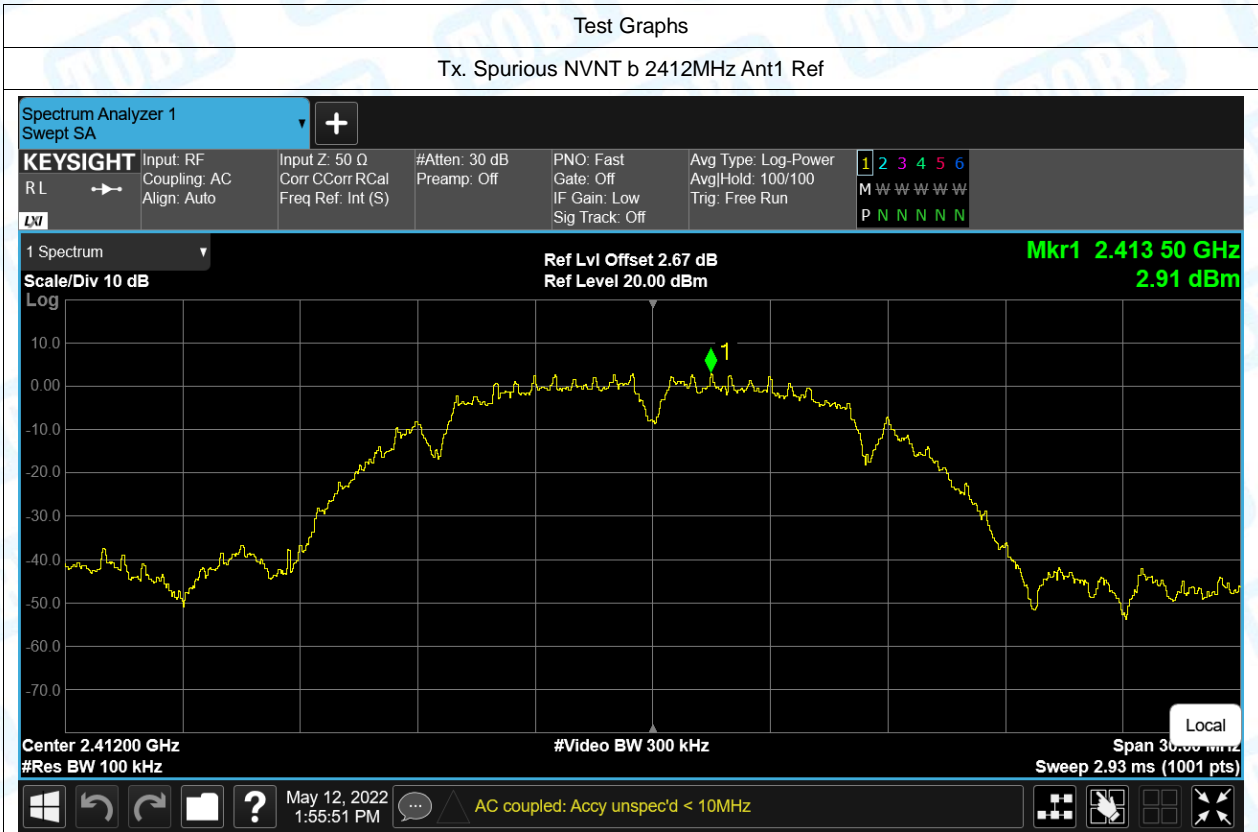 Test Graphs
Tx. Spurious NVNT b 2412MHz Ant1 Ref
Spectrum Analyzer 1
Swept SA
KEYSIGHT
R L
LXI
Input: RF
Coupling: AC
Align: Auto
Input Z: 50 Ω
Corr CCorr RCal
Freq Ref: Int (S)
#Atten: 30 dB
Preamp: Off
PNO: Fast
Gate: Off
IF Gain: Low
Sig Track: Off
Avg Type: Log-Power
Avg|Hold: 100/100
Trig: Free Run
1 2 3 4 5 6
M W W W W W
P N N N N N
1 Spectrum
Scale/Div 10 dB
Log
Ref Lvl Offset 2.67 dB
Ref Level 20.00 dBm
Mkr1 2.413 50 GHz
2.91 dBm
10.0
1
0.00
-10.0
-20.0
-30.0
-40.0
-50.0
-60.0
-70.0
Local
Center 2.41200 GHz
#Video BW 300 kHz
Span 30.00 MHz
#Res BW 100 kHz
Sweep 2.93 ms (1001 pts)
?
May 12, 2022
1:55:51 PM
AC coupled: Accy unspec'd < 10MHz
TOBY